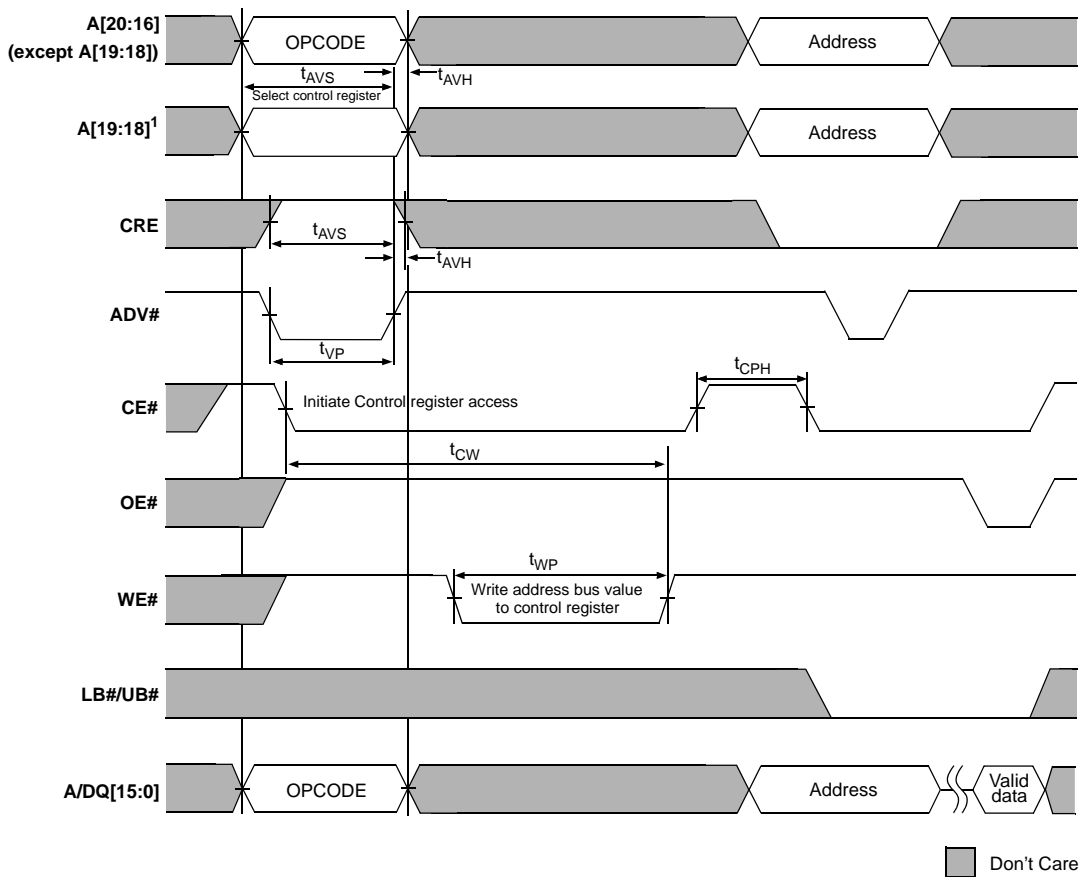 A[20:16]
(except A[19:18])
OPCODE
Address
tAVS
tAVH
Select control register
A[19:18]1
Address
CRE
tAVS
tAVH
ADV#
tVP
tCPH
CE#
Initiate Control register access
tCW
OE#
tWP
WE#
Write address bus value
to control register
LB#/UB#
A/DQ[15:0]
OPCODE
Address
Valid
data
Don't Care